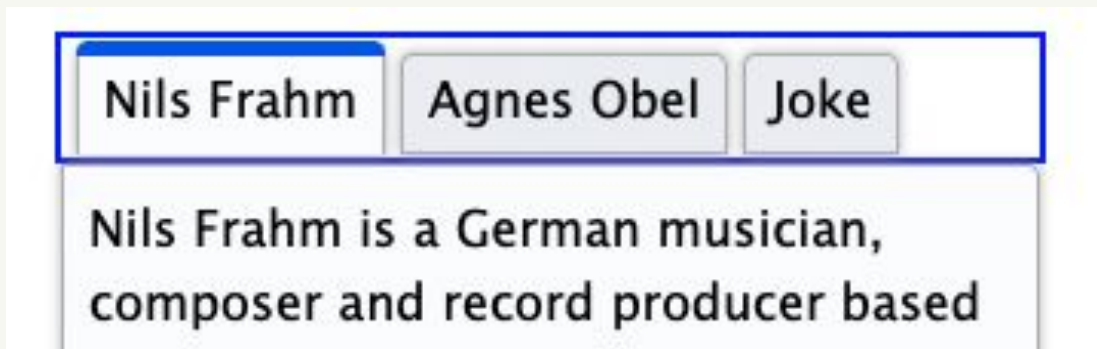 Nils Frahm Agnes Obel Joke
Nils Frahm is a German musician,
composer and record producer based